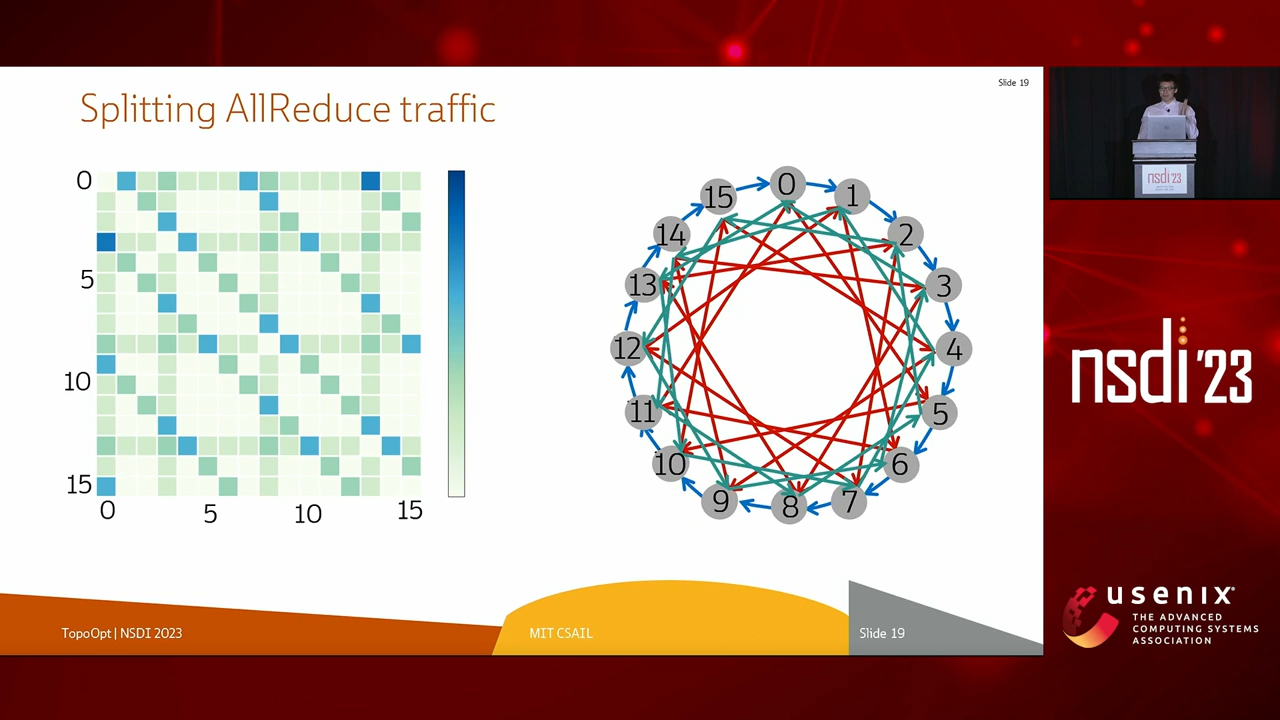 Slide 19
Splitting AllReduce traffic
0
5
10
15
0
5
10
15
0
1
2
3
4
5
6
7
8
9
10
11
12
13
14
15
TopoOpt | NSDI 2023
MIT CSAIL
Slide 19
nsdi'23
nsdi'23
usenix®
THE ADVANCED
COMPUTING SYSTEMS
ASSOCIATION